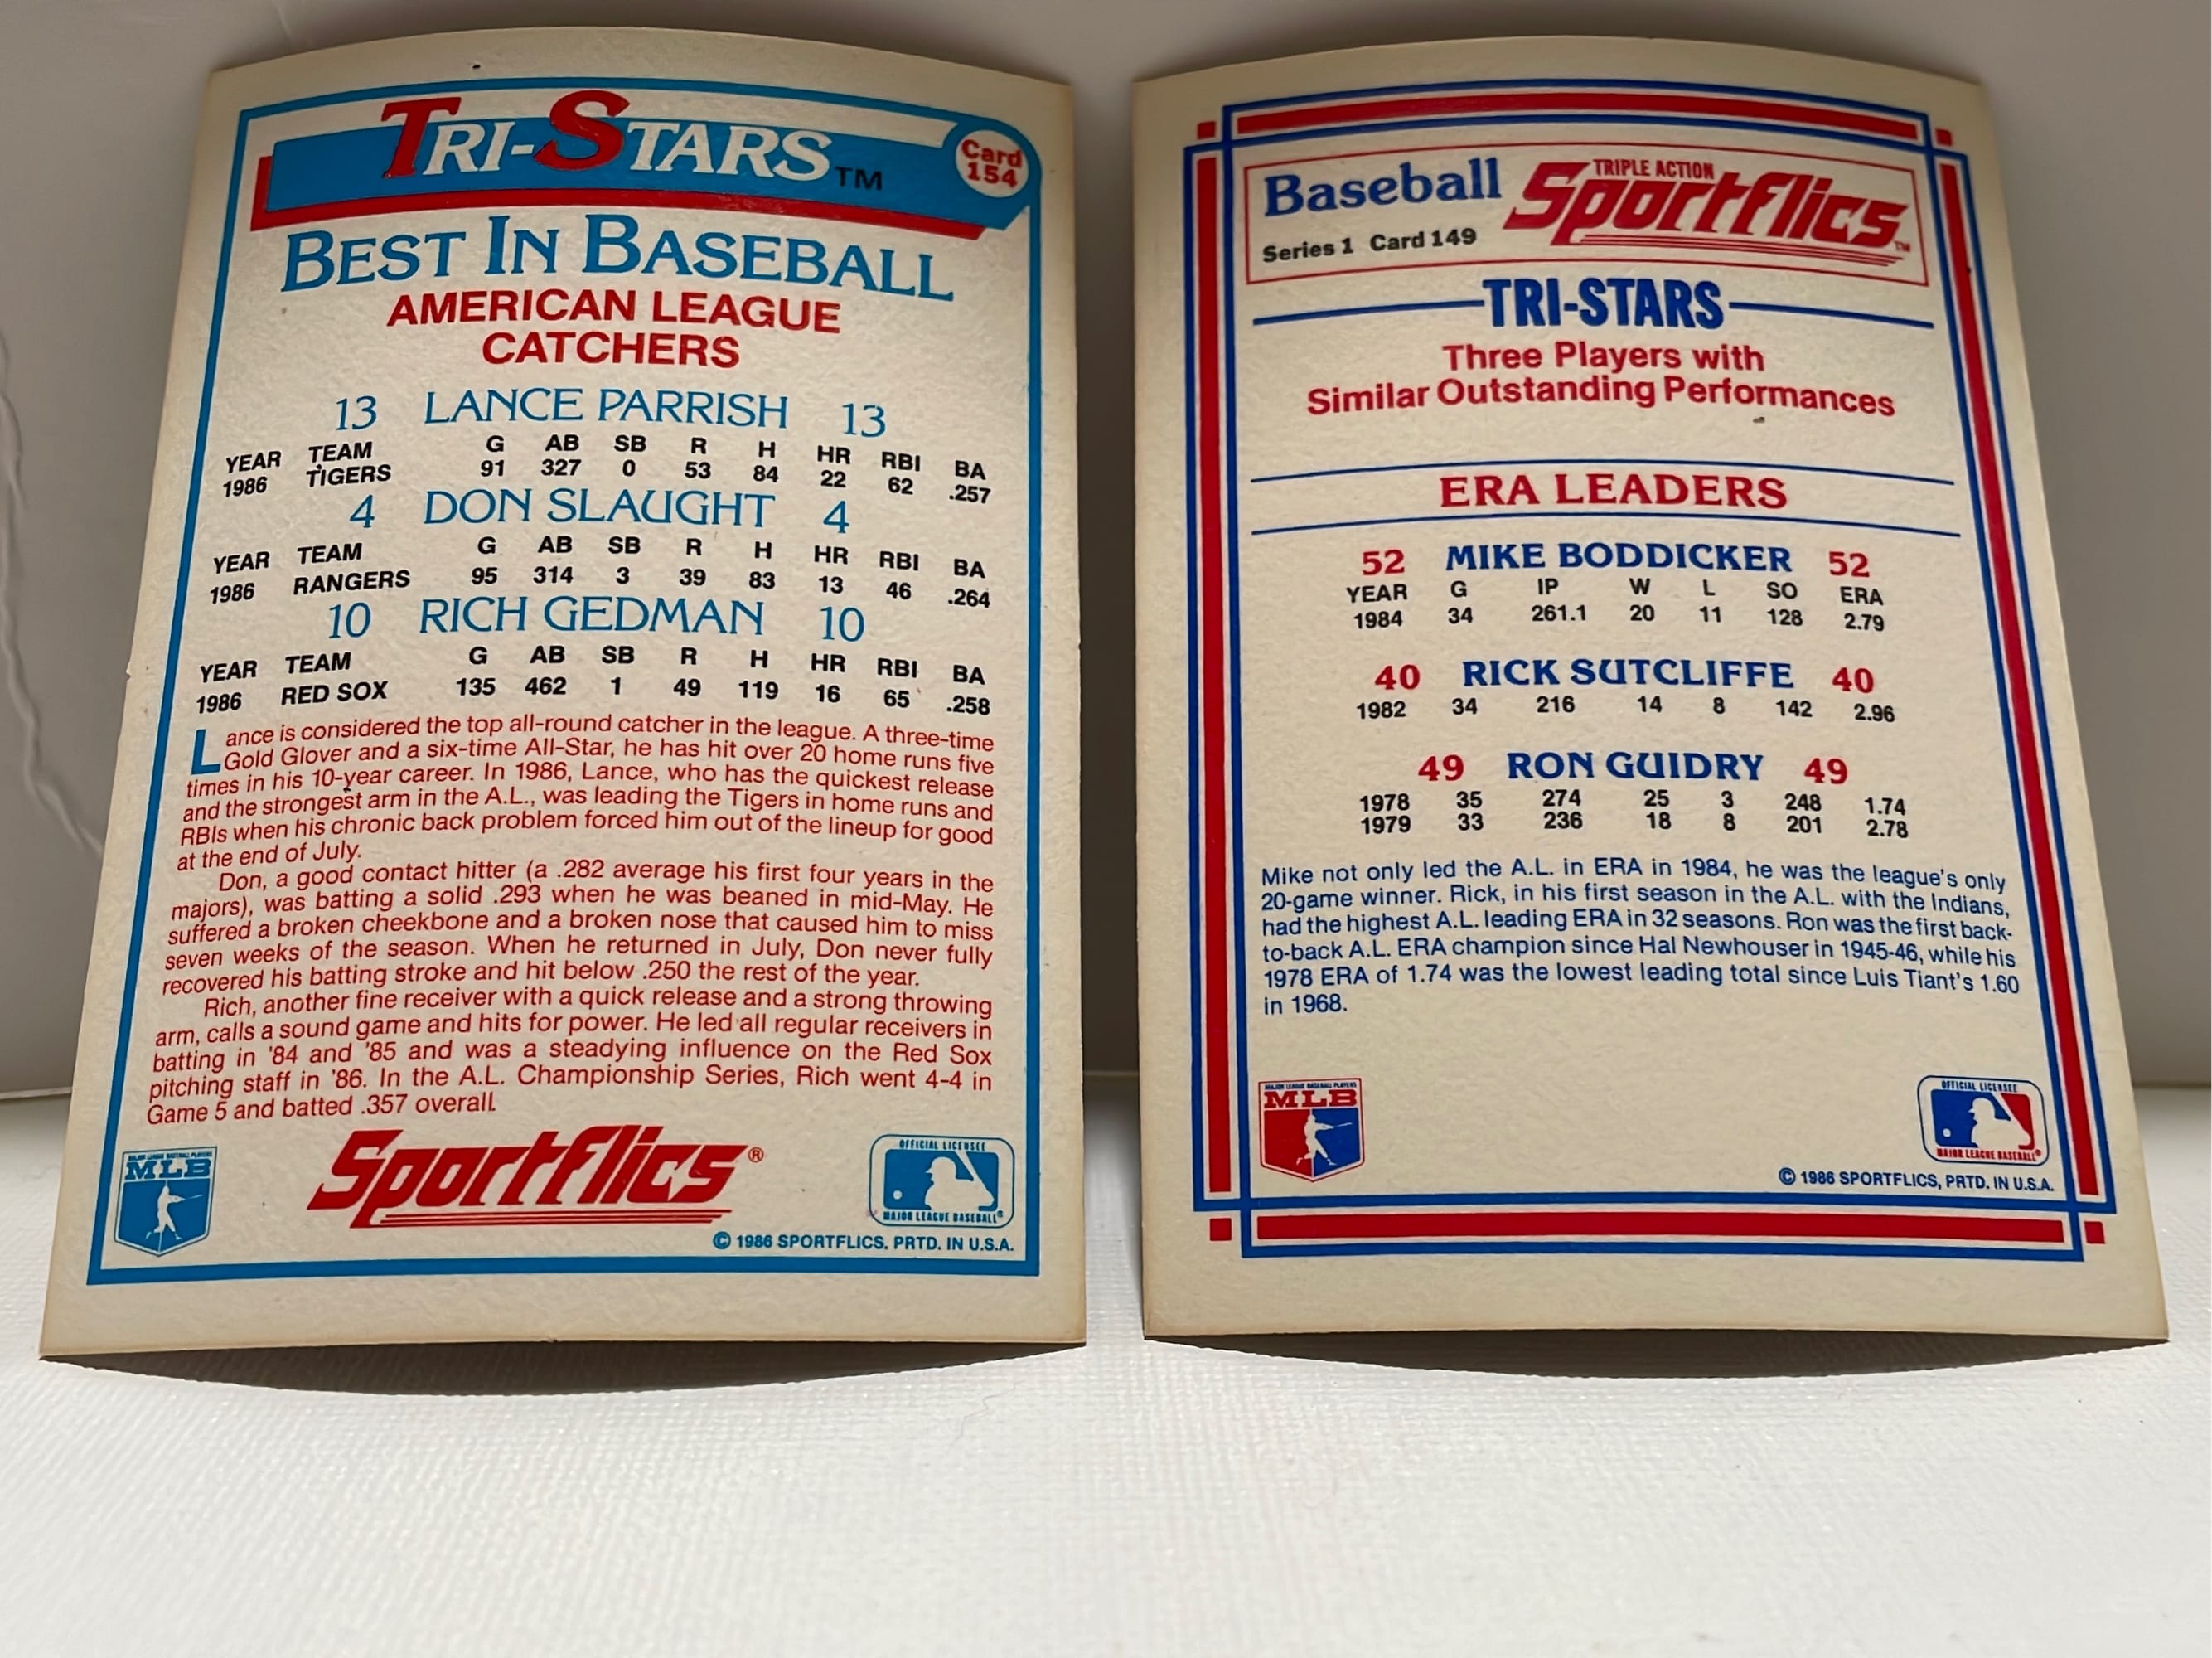 TRI-STARS TM
Card
154
BEST IN BASEBALL
AMERICAN LEAGUE
CATCHERS
13 LANCE PARRISH 13
YEAR TEAM G AB SB R H HR RBI BA
1986 TIGERS 91 327 0 53 84 22 62 .257
4 DON SLAUGHT 4
YEAR TEAM G AB SB R H HR RBI BA
1986 RANGERS 95 314 3 39 83 13 46 .264
10 RICH GEDMAN 10
YEAR TEAM G AB SB R H HR RBI BA
1986 RED SOX 135 462 1 49 119 16 65 .258
Lance is considered the top all-round catcher in the league. A three-time
Gold Glover and a six-time All-Star, he has hit over 20 home runs five
times in his 10-year career. In 1986, Lance, who has the quickest release
and the strongest arm in the A.L., was leading the Tigers in home runs and
RBIs when his chronic back problem forced him out of the lineup for good
at the end of July.
Don, a good contact hitter (a .282 average his first four years in the
majors), was batting a solid .293 when he was beaned in mid-May. He
suffered a broken cheekbone and a broken nose that caused him to miss
seven weeks of the season. When he returned in July, Don never fully
recovered his batting stroke and hit below .250 the rest of the year.
Rich, another fine receiver with a quick release and a strong throwing
arm, calls a sound game and hits for power. He led all regular receivers in
batting in '84 and '85 and was a steadying influence on the Red Sox
pitching staff in '86. In the A.L. Championship Series, Rich went 4-4 in
Game 5 and batted .357 overall.
MAJOR LEAGUE BASEBALL PLAYERS
MLB
Sportflics®
OFFICIAL LICENSEE
MAJOR LEAGUE BASEBALL®
© 1986 SPORTFLICS. PRTD. IN U.S.A.
Baseball TRIPLE ACTION Sportflics TM
Series 1 Card 149
TRI-STARS
Three Players with
Similar Outstanding Performances
ERA LEADERS
52 MIKE BODDICKER 52
YEAR G IP W L SO ERA
1984 34 261.1 20 11 128 2.79
40 RICK SUTCLIFFE 40
1982 34 216 14 8 142 2.96
49 RON GUIDRY 49
1978 35 274 25 3 248 1.74
1979 33 236 18 8 201 2.78
Mike not only led the A.L. in ERA in 1984, he was the league's only
20-game winner. Rick, in his first season in the A.L. with the Indians,
had the highest A.L. leading ERA in 32 seasons. Ron was the first back-
to-back A.L. ERA champion since Hal Newhouser in 1945-46, while his
1978 ERA of 1.74 was the lowest leading total since Luis Tiant's 1.60
in 1968.
MAJOR LEAGUE BASEBALL PLAYERS
MLB
OFFICIAL LICENSEE
MAJOR LEAGUE BASEBALL®
© 1986 SPORTFLICS, PRTD. IN U.S.A.